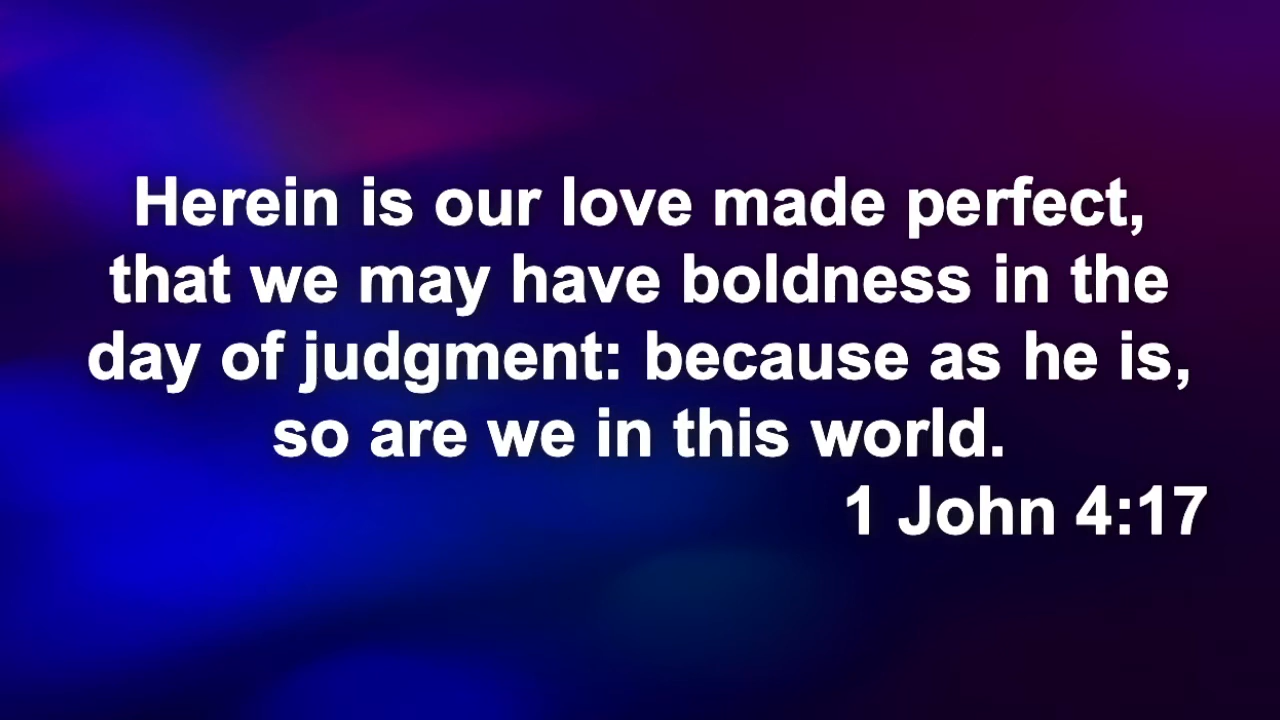 Herein is our love made perfect,
that we may have boldness in the
day of judgment: because as he is,
so are we in this world.
1 John 4:17